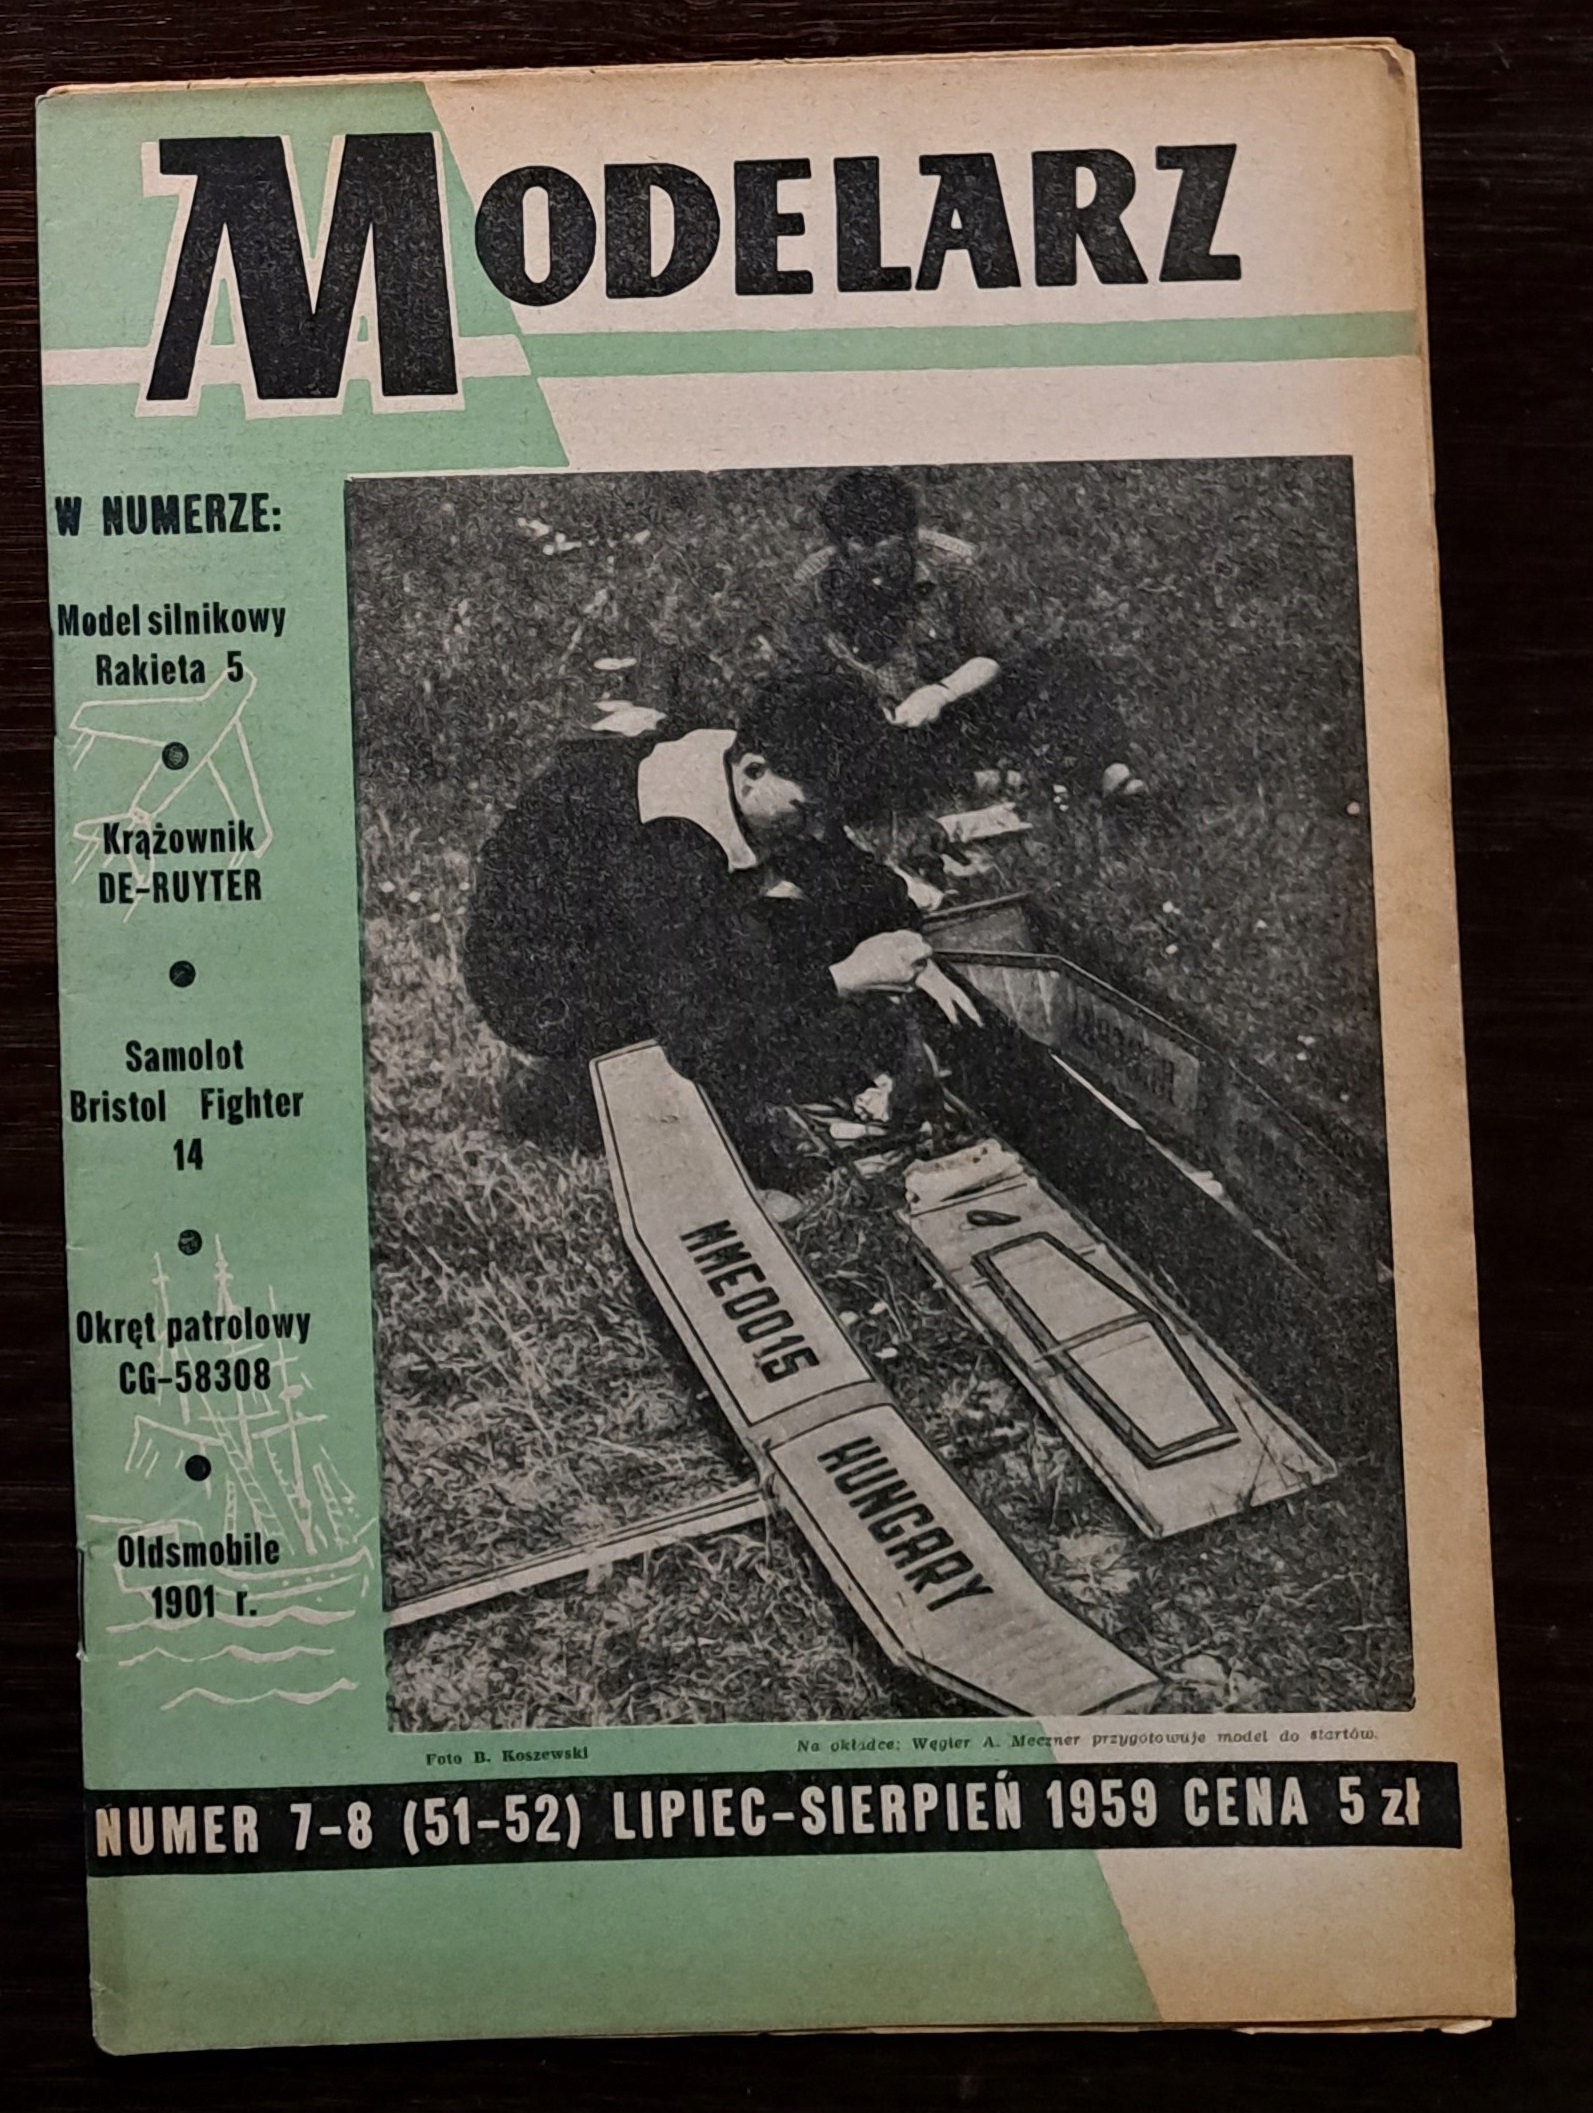 MODELARZ
W NUMERZE:
Model silnikowy
Rakieta 5
Krążownik
DE-RUYTER
Samolot
Bristol Fighter
14
Okręt patrolowy
CG-58308
Oldsmobile
1901 r.
MME0015
HUNGARY
Foto B. Koszewski
Na okładce: Węgier A. Meczner przygotowuje model do startów.
NUMER 7-8 (51-52) LIPIEC-SIERPIEŃ 1959 CENA 5 zł